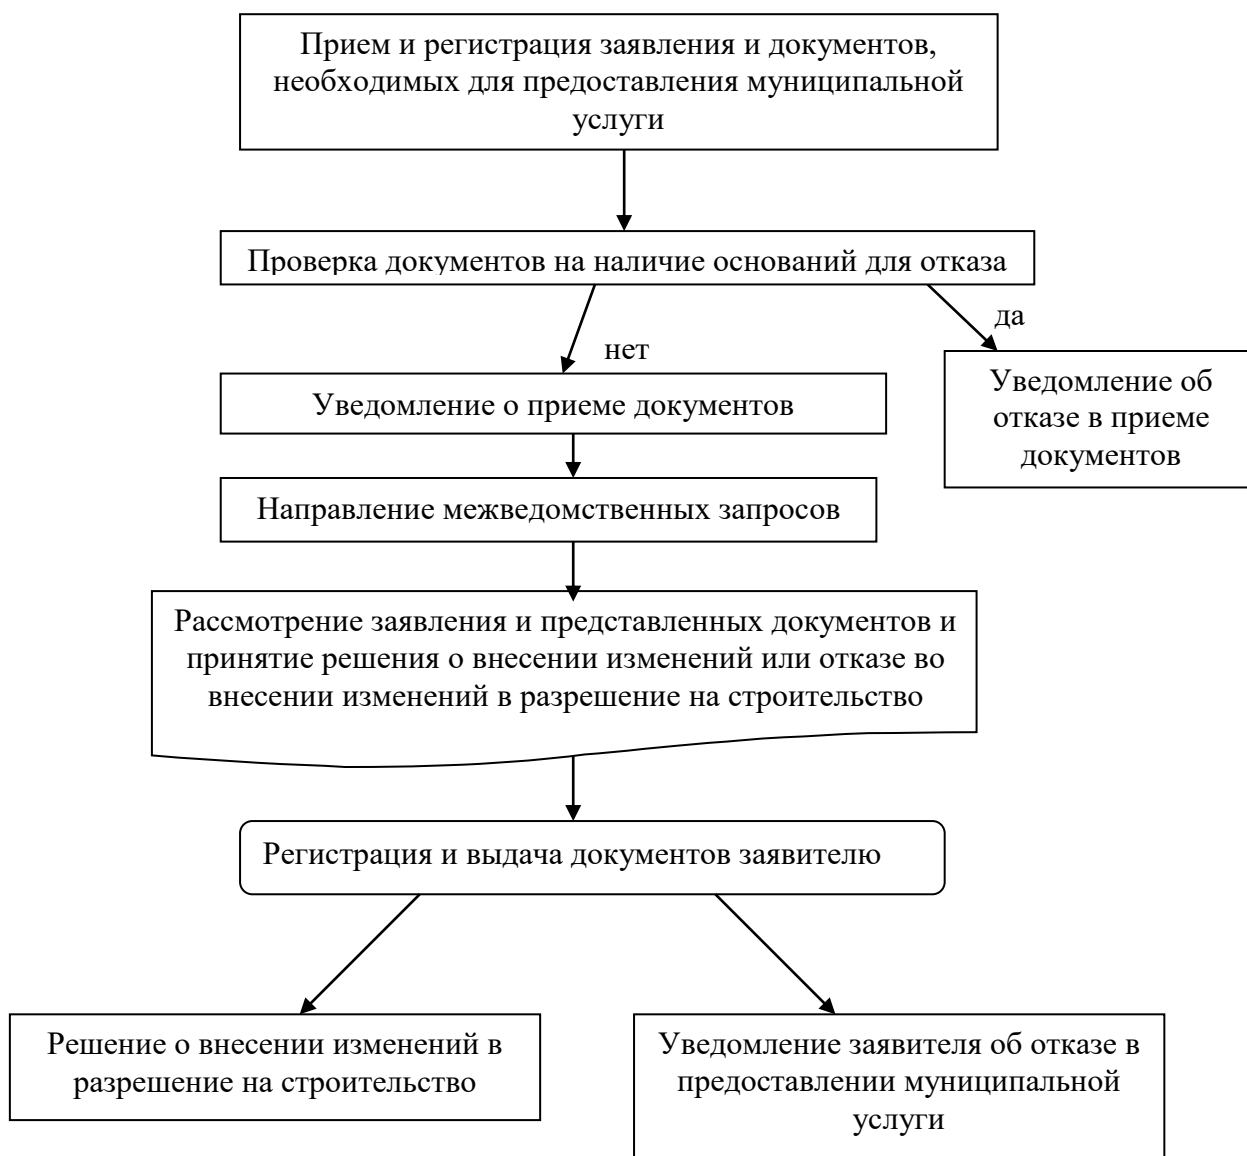 Прием и регистрация заявления и документов,
необходимых для предоставления муниципальной
услуги
Проверка документов на наличие оснований для отказа
да
нет
Уведомление об
отказе в приеме
документов
Уведомление о приеме документов
Направление межведомственных запросов
Рассмотрение заявления и представленных документов и
принятие решения о внесении изменений или отказе во
внесении изменений в разрешение на строительство
Регистрация и выдача документов заявителю
Решение о внесении изменений в
разрешение на строительство
Уведомление заявителя об отказе в
предоставлении муниципальной
услуги